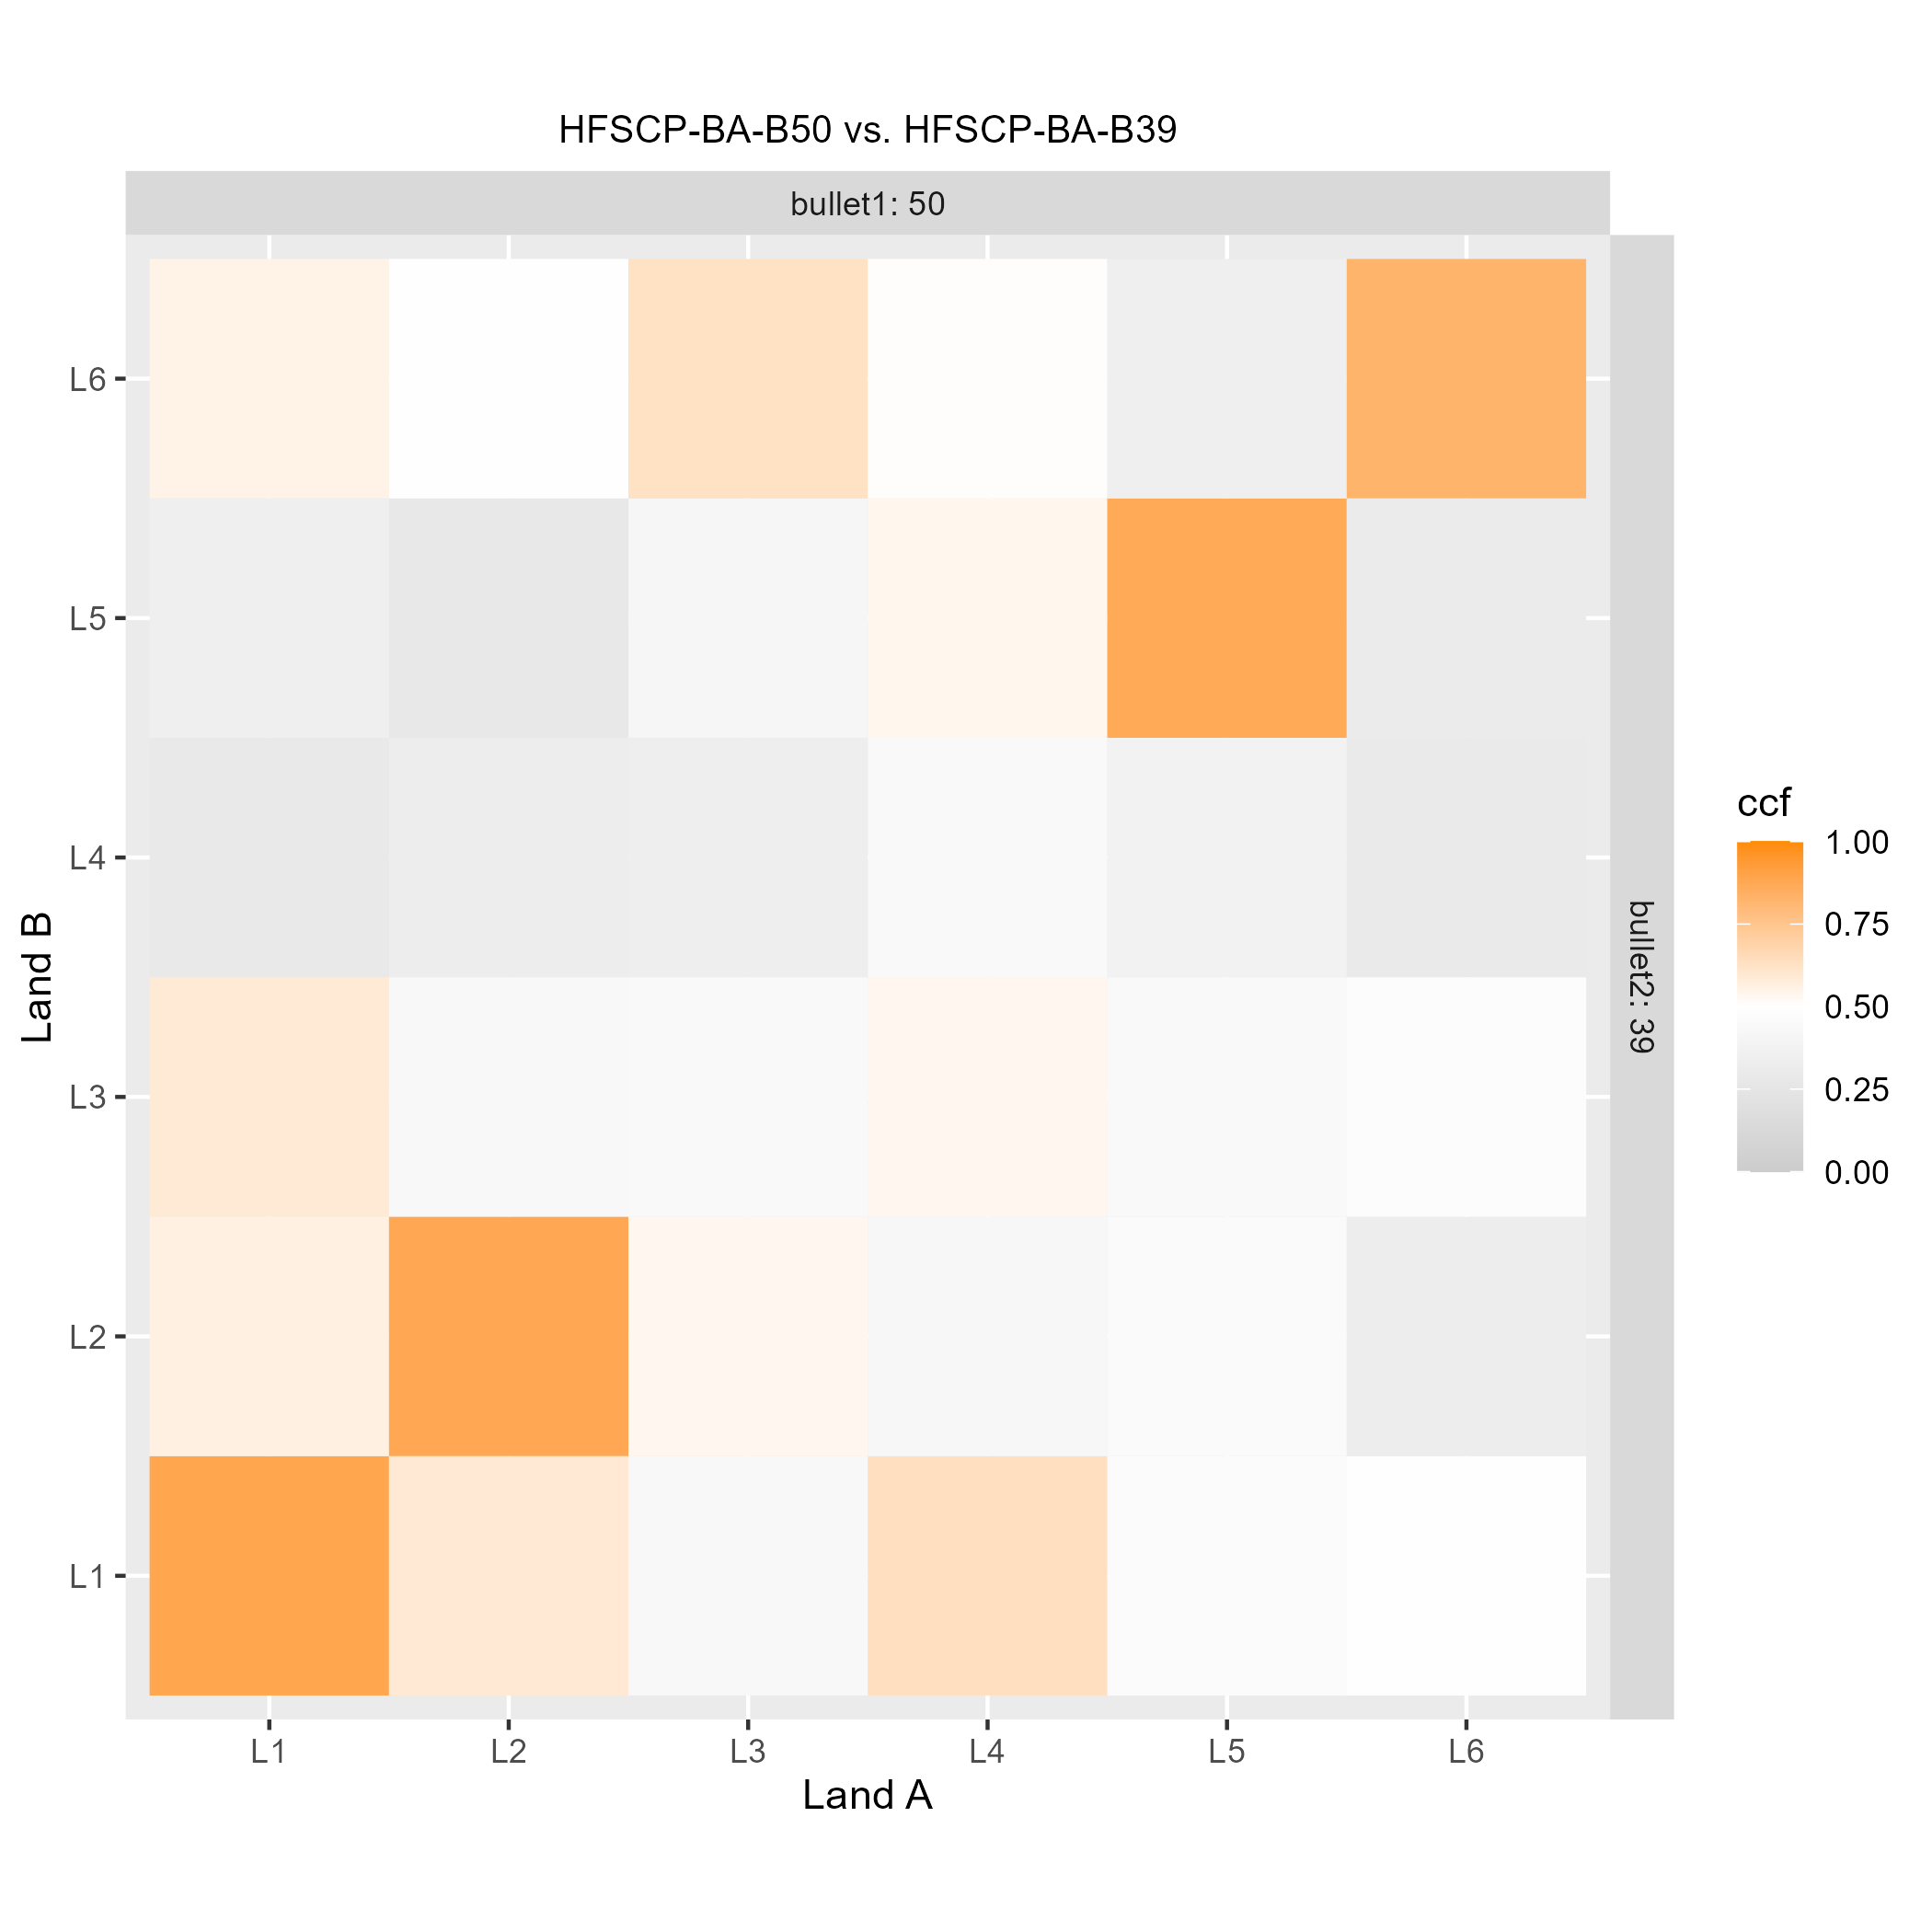 HFSCP-BA-B50 vs. HFSCP-BA-B39
bullet1: 50
L6
L5
L4
L3
L2
L1
Land B
bullet2: 39
L1 L2 L3 L4 L5 L6
Land A
ccf
1.00
0.75
0.50
0.25
0.00